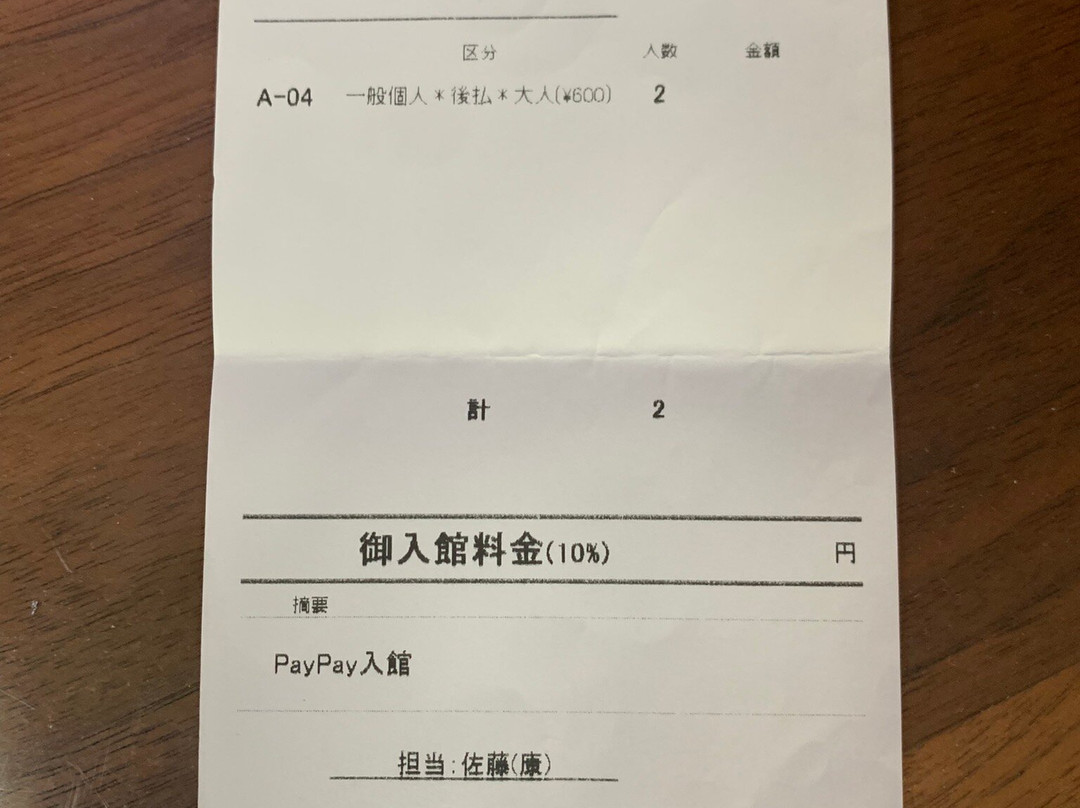 区分 人数 金額
A-04 一般個人*後払*大人(¥600) 2
計 2
御入館料金(10%) 円
摘要
PayPay入館
担当:佐藤(康)